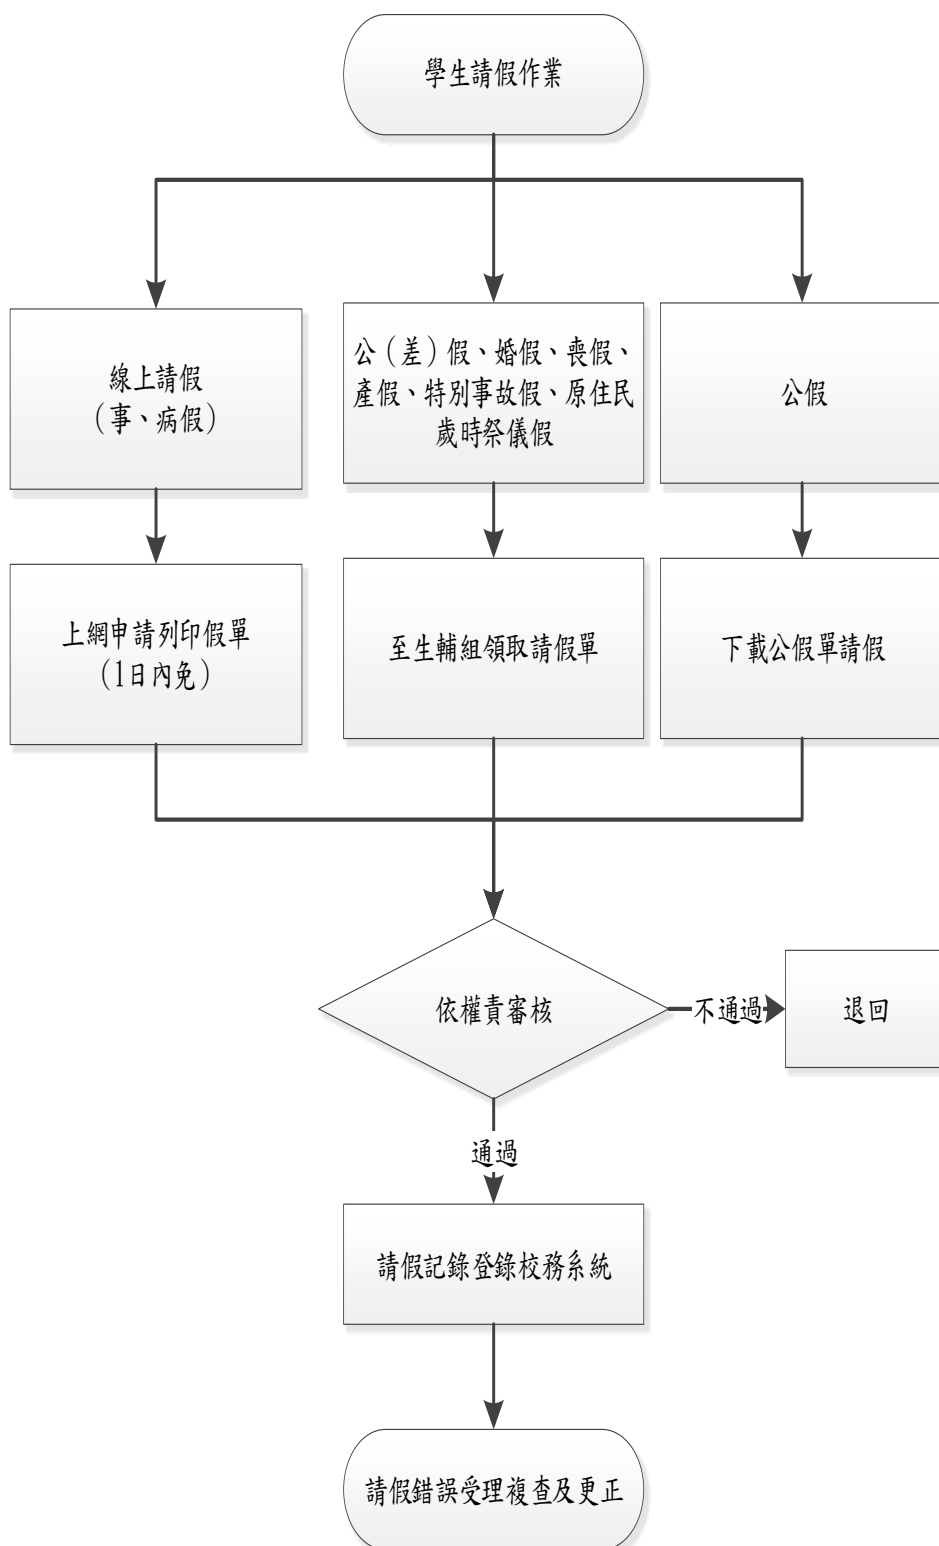 學生請假作業
線上請假
（事、病假）
公（差）假、婚假、喪假、
產假、特別事故假、原住民
歲時祭儀假
公假
上網申請列印假單
（1日內免）
至生輔組領取請假單
下載公假單請假
依權責審核
不通過
退回
通過
請假記錄登錄校務系統
請假錯誤受理複查及更正